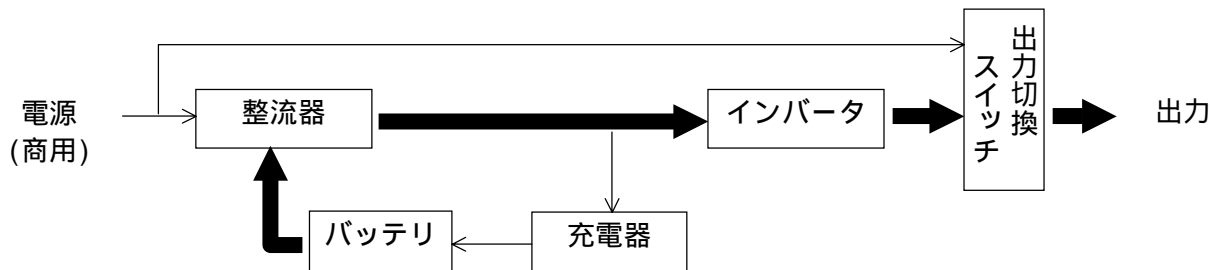 電源
(商用)
整流器
インバータ
出力切換
スイッチ
出力
バッテリ
充電器